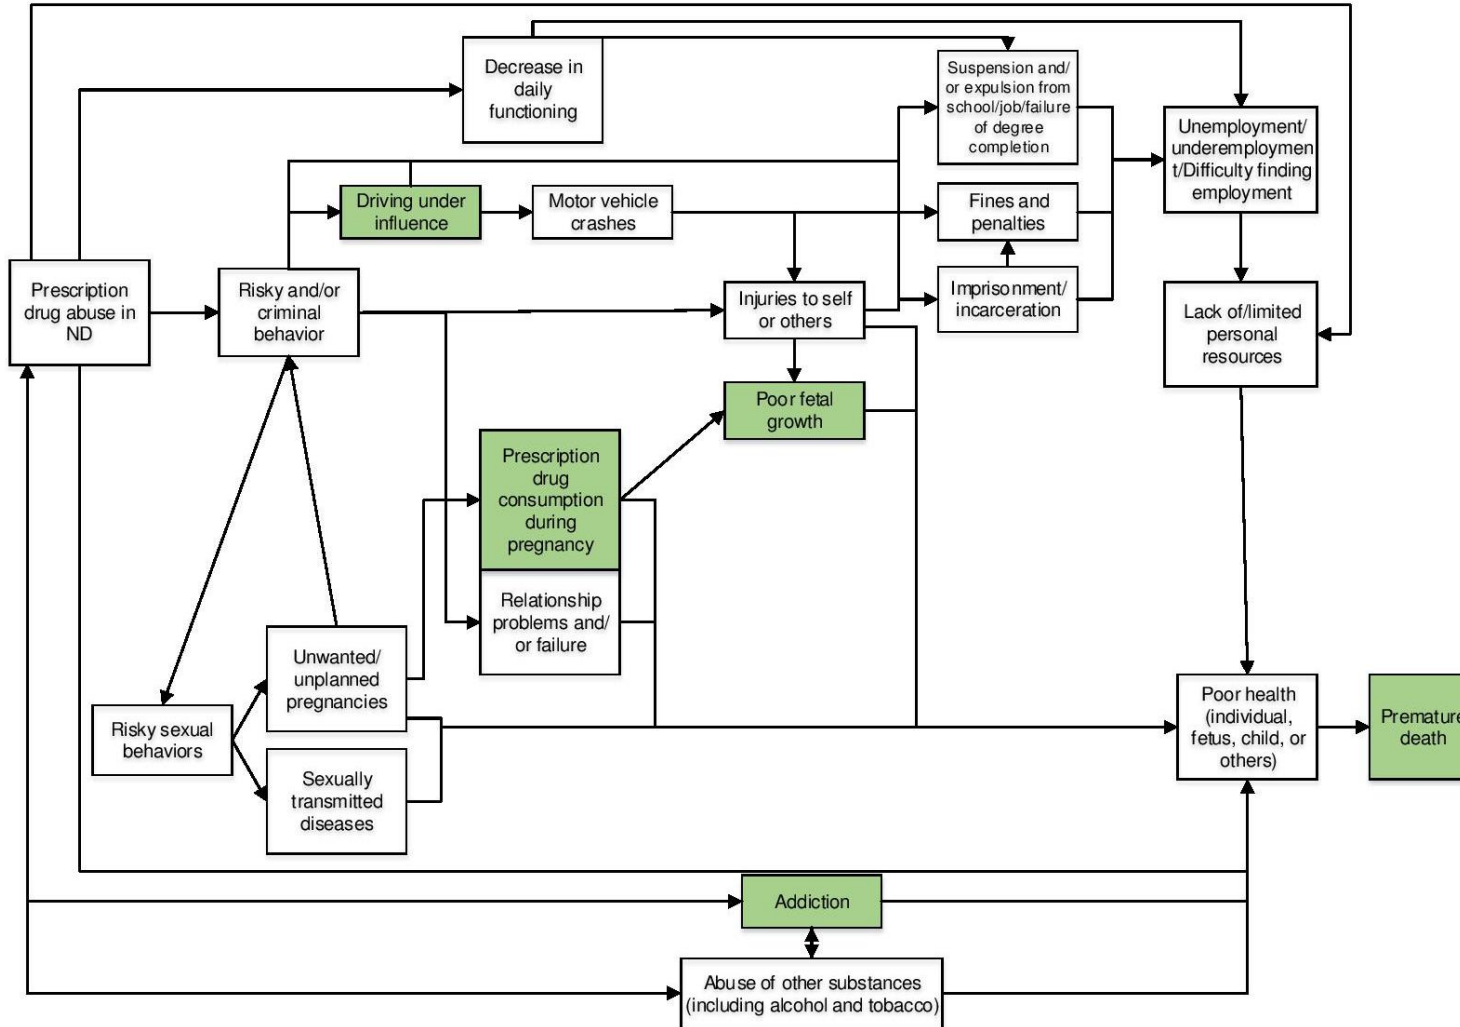 Decrease in
daily
functioning
Suspension and/
or expulsion from
school/job/failure
of degree
completion
Unemployment/
underemploymen
t/Difficulty finding
employment
Driving under
influence
Motor vehicle
crashes
Fines and
penalties
Prescription
drug abuse in
ND
Risky and/or
criminal
behavior
Injuries to self
or others
Imprisonment/
incarceration
Lack of/limited
personal
resources
Poor fetal
growth
Prescription
drug
consumption
during
pregnancy
Relationship
problems and/
or failure
Unwanted/
unplanned
pregnancies
Risky sexual
behaviors
Sexually
transmitted
diseases
Poor health
(individual,
fetus, child, or
others)
Premature
death
Addiction
Abuse of other substances
(including alcohol and tobacco)